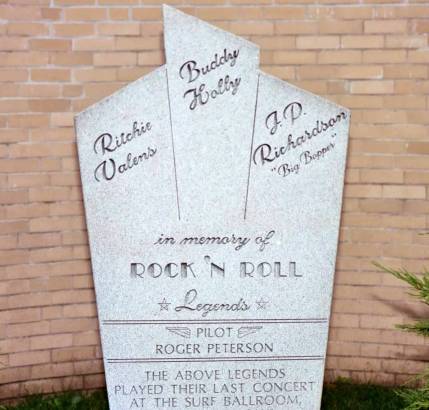 Buddy
Holly
Ritchie
Valens
J. P.
Richardson
"Big Bopper"
in memory of
ROCK 'N ROLL
Legends
PILOT
ROGER PETERSON
THE ABOVE LEGENDS
PLAYED THEIR LAST CONCERT
AT THE SURF BALLROOM,